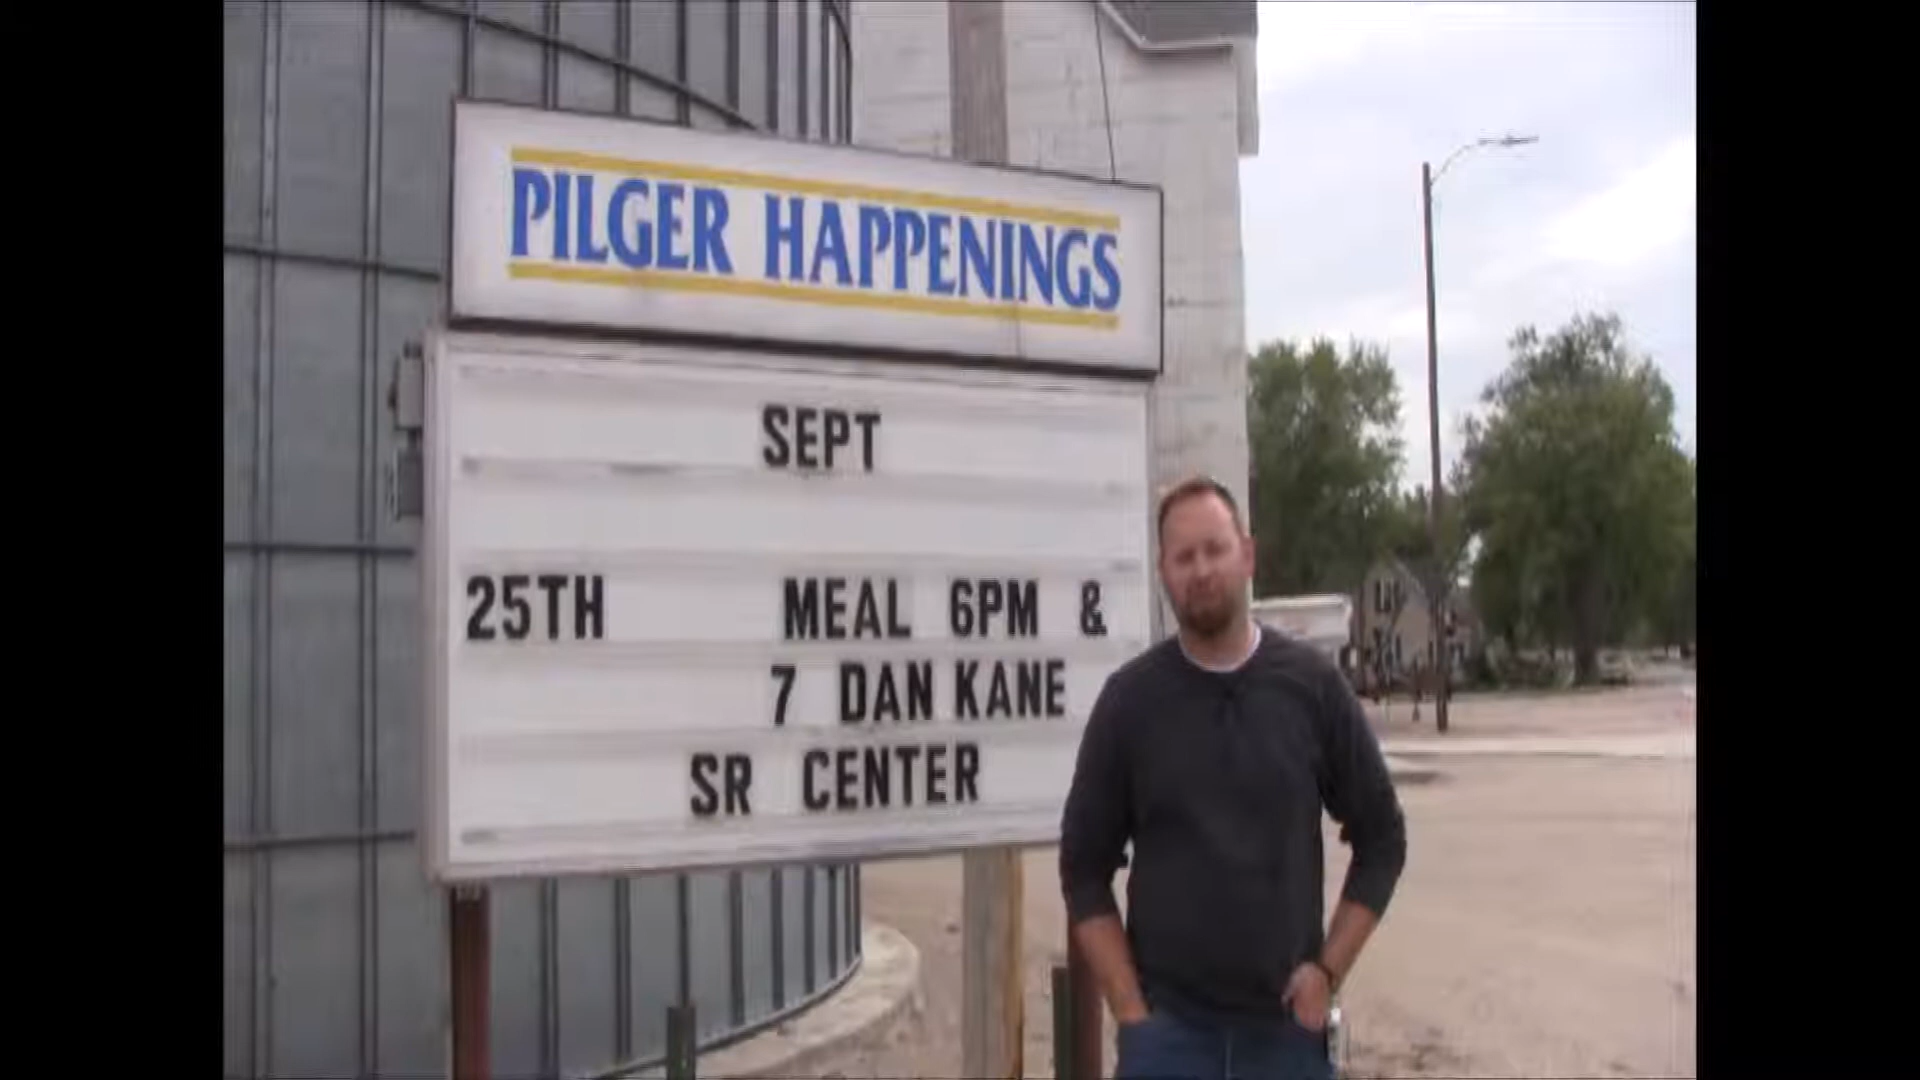 PILGER HAPPENINGS
SEPT
25TH MEAL 6PM &
7 DAN KANE
SR CENTER